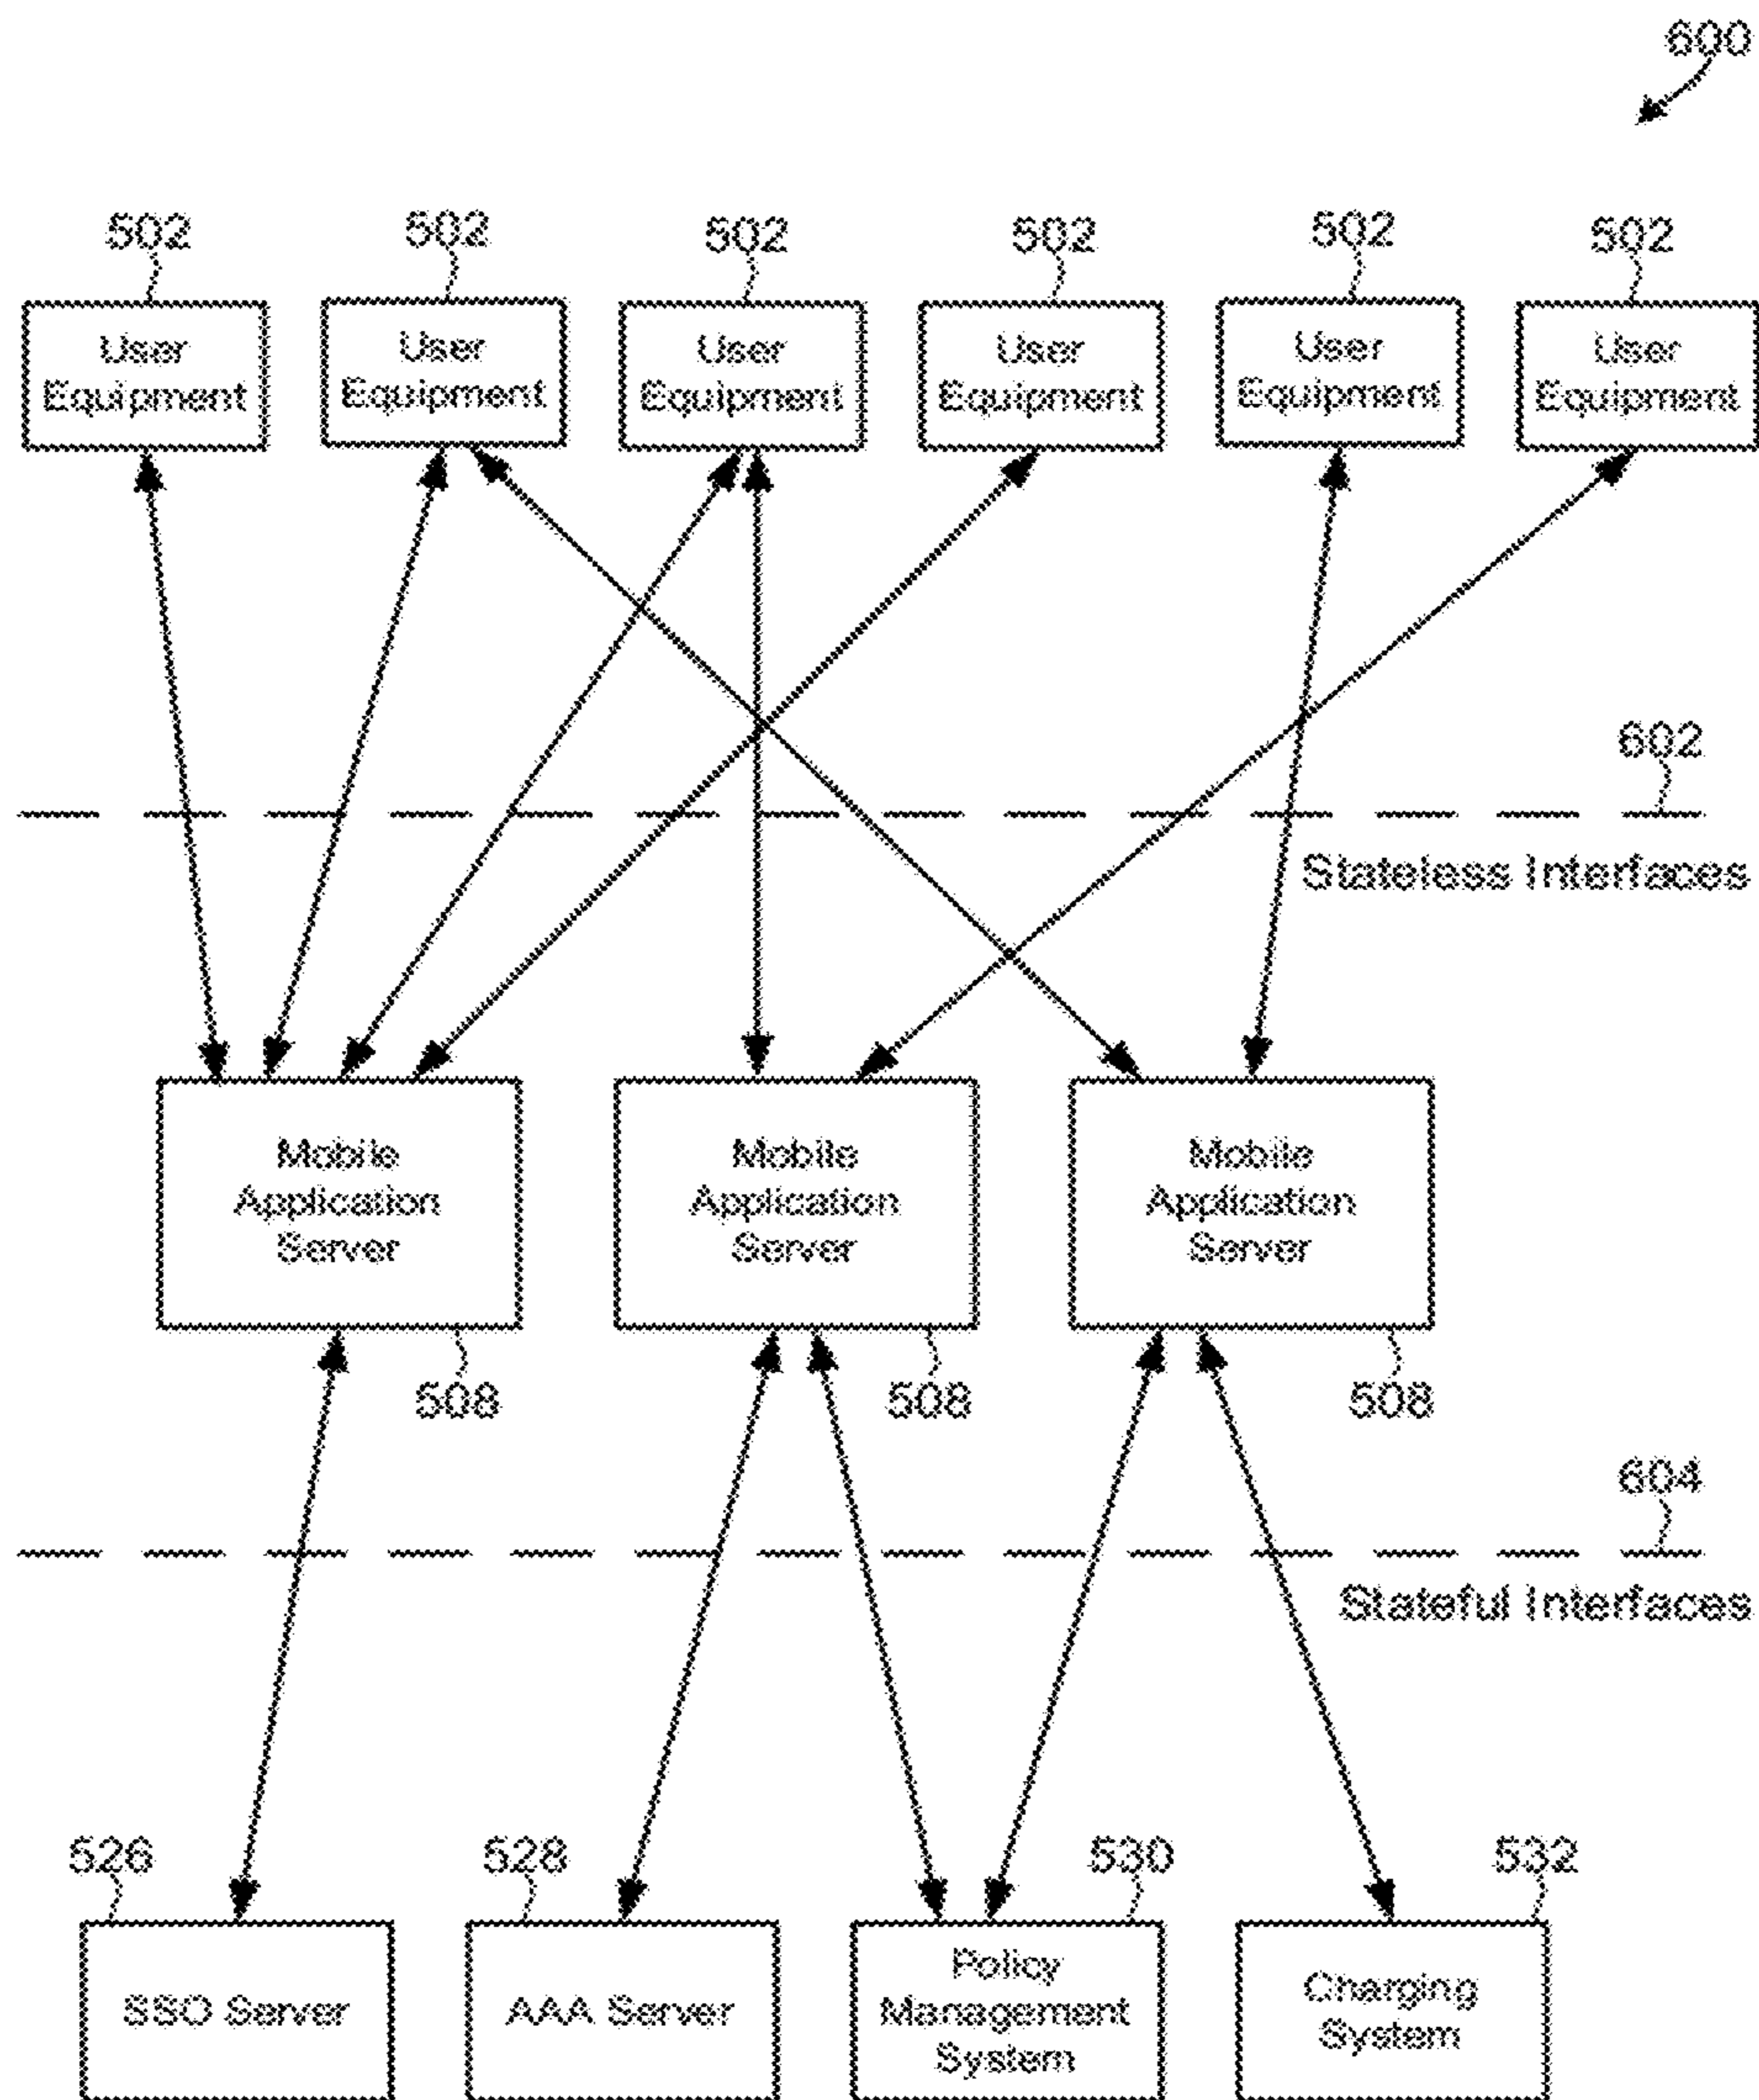 600
502 502 502 502 502 502
User Equipment
User Equipment
User Equipment
User Equipment
User Equipment
User Equipment
602
Stateless Interfaces
Mobile
Application
Server
Mobile
Application
Server
Mobile
Application
Server
508 508 508
604
Stateful Interfaces
526 528 530 532
SSO Server
AAA Server
Policy
Management
System
Charging
System